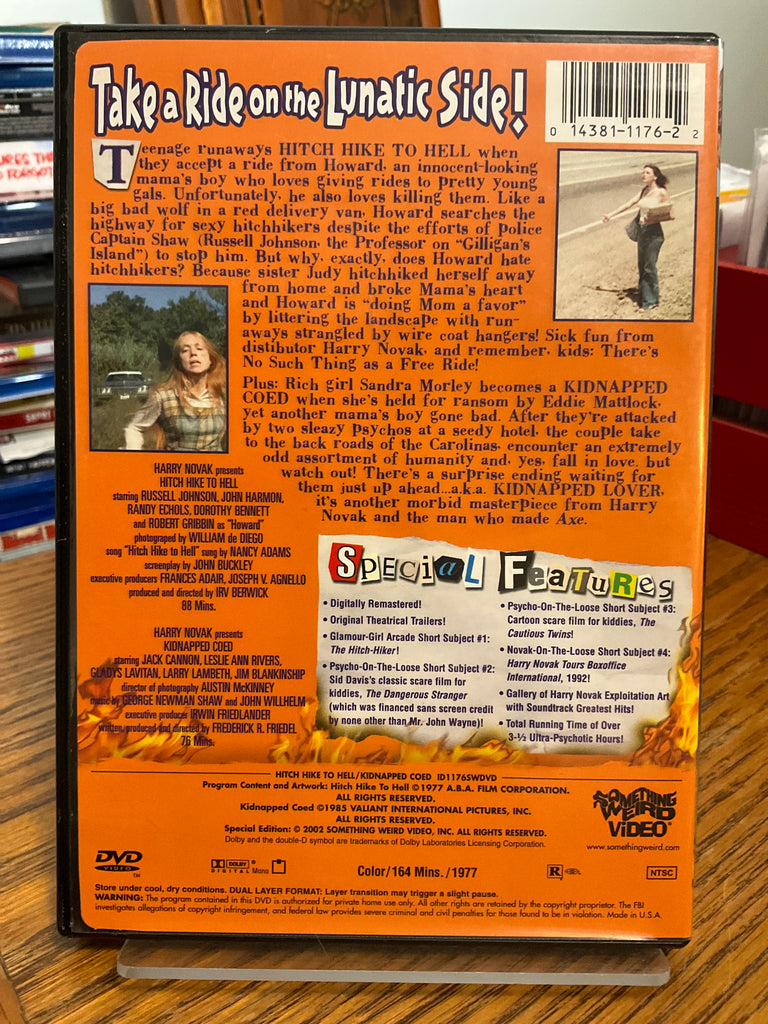 Take a Ride on the Lunatic Side!
0 14381-1176-2 2
Teenage runaways HITCH HIKE TO HELL when
they accept a ride from Howard, an innocent-looking
mama's boy who loves giving rides to pretty young
gals. Unfortunately, he also loves killing them. Like a
big bad wolf in a red delivery van, Howard searches the
highway for sexy hitchhikers despite the efforts of Police
Captain Shaw (Russell Johnson, the Professor on "Gilligan's
Island") to stop him. But why, exactly, does Howard hate
hitchhikers? Because sister Judy hitchhiked herself away
from home and broke Mama's heart
and Howard is "doing Mom a favor"
by littering the landscape with run-
aways strangled by wire coat hangers! Sick fun from
distibutor Harry Novak, and remember, kids: There's
No Such Thing as a Free Ride!
Plus: Rich girl Sandra Morley becomes a KIDNAPPED
COED when she's held for ransom by Eddie Mattlock,
yet another mama's boy gone bad. After they're attacked
by two sleazy psychos at a seedy hotel, the couple take
to the back roads of the Carolinas, encounter an extremely
odd assortment of humanity and, yes, fall in love. but
watch out! There's a surprise ending waiting for
them just up ahead...a.k.a. KIDNAPPED LOVER,
it's another morbid masterpiece from Harry
Novak and the man who made Axe.
HARRY NOVAK presents
HITCH HIKE TO HELL
starring RUSSELL JOHNSON, JOHN HARMON,
RANDY ECHOLS, DOROTHY BENNETT
and ROBERT GRIBBIN as "Howard"
photograped by WILLIAM de DIEGO
song "Hitch Hike to Hell" sung by NANCY ADAMS
screenplay by JOHN BUCKLEY
executive producers FRANCES ADAIR, JOSEPH V. AGNELLO
produced and directed by IRV BERWICK
88 Mins.
HARRY NOVAK presents
KIDNAPPED COED
starring JACK CANNON, LESLIE ANN RIVERS,
GLADYS LAVITAN, LARRY LAMBETH, JIM BLANKINSHIP
director of photography AUSTIN McKINNEY
music by GEORGE NEWMAN SHAW and JOHN WILLHELM
executive producer IRWIN FRIEDLANDER
written, produced and directed by FREDERICK R. FRIEDEL
76 Mins.
Special Features
• Digitally Remastered!
• Original Theatrical Trailers!
• Glamour-Girl Arcade Short Subject #1:
The Hitch-Hiker!
• Psycho-On-The-Loose Short Subject #2:
Sid Davis's classic scare film for
kiddies, The Dangerous Stranger
(which was financed sans screen credit
by none other than Mr. John Wayne)!
• Psycho-On-The-Loose Short Subject #3:
Cartoon scare film for kiddies, The
Cautious Twins!
• Novak-On-The-Loose Short Subject #4:
Harry Novak Tours Boxoffice
International, 1992!
• Gallery of Harry Novak Exploitation Art
with Soundtrack Greatest Hits!
• Total Running Time of Over
3-½ Ultra-Psychotic Hours!
HITCH HIKE TO HELL/KIDNAPPED COED ID1176SWDVD
Program Content and Artwork: Hitch Hike To Hell ©1977 A.B.A. FILM CORPORATION.
ALL RIGHTS RESERVED.
Kidnapped Coed ©1985 VALIANT INTERNATIONAL PICTURES, INC.
ALL RIGHTS RESERVED.
Special Edition: © 2002 SOMETHING WEIRD VIDEO, INC. ALL RIGHTS RESERVED.
Dolby and the double-D symbol are trademarks of Dolby Laboratories Licensing Corporation.
SOMETHING
WEIRD
VIDEO
www.somethingweird.com
DVD
VIDEO
TM
DOLBY
DIGITAL Mono
Color/164 Mins./1977
R
NTSC
Store under cool, dry conditions. DUAL LAYER FORMAT: Layer transition may trigger a slight pause.
WARNING: The program contained in this DVD is authorized for private home use only. All other rights are retained by the copyright proprietor. The FBI
investigates allegations of copyright infringement, and federal law provides severe criminal and civil penalties for those found to be in violation. Made in U.S.A.